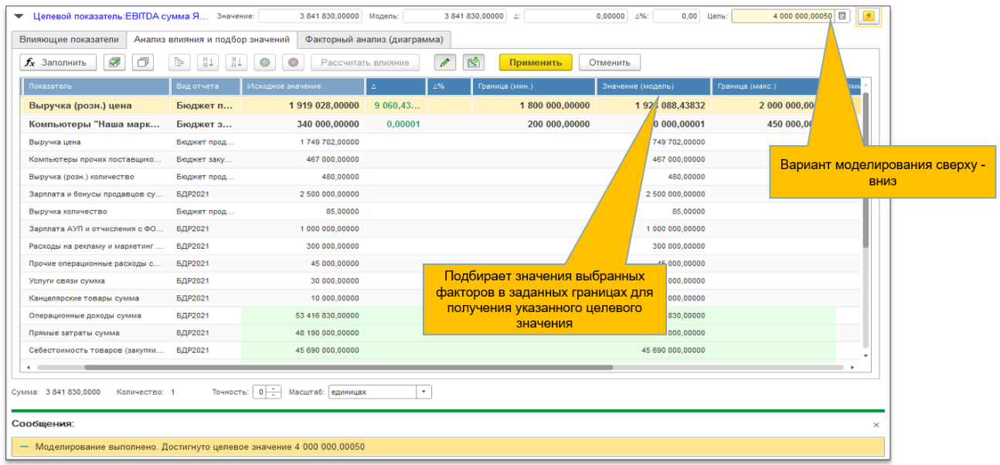 Целевой показатель:EBITDA сумма Я... Значение: 3 841 830,00000 Модель: 3 841 830,00000 Δ: 0,00000 Δ%: 0,00 Цель: 4 000 000,00050
Влияющие показатели Анализ влияния и подбор значений Факторный анализ (диаграмма)
fx Заполнить Рассчитать влияние Применить Отменить
Показатель Вид отчета Исходное значение Δ Δ% Граница (мин.) Значение (модель) Граница (макс.)
Выручка (розн.) цена Бюджет п... 1 919 028,00000 9 060,43... 1 800 000,00000 1 928 088,43832 2 000 000,00
Компьютеры "Наша марк... Бюджет з... 340 000,00000 0,00001 200 000,00000 0 000,00001 450 000,00
Выручка цена Бюджет прод... 1 749 702,00000 749 702,00000
Компьютеры прочих поставщико... Бюджет заку... 467 000,00000 467 000,00000
Выручка (розн.) количество Бюджет прод... 480,00000 480,00000
Зарплата и бонусы продавцов су... БДР2021 2 500 000,00000 2 500 000,00000
Выручка количество Бюджет прод... 85,00000 85,00000
Зарплата АУП и отчисления с ФО... БДР2021 1 000 000,00000 1 000 000,00000
Расходы на рекламу и маркетинг ... БДР2021 300 000,00000 300 000,00000
Прочие операционные расходы с... БДР2021 45 000,00000 45 000,00000
Услуги связи сумма БДР2021 30 000,00000 000,00000
Канцелярские товары сумма БДР2021 10 000,00000 000,00000
Операционные доходы сумма БДР2021 53 416 830,00000 830,00000
Прямые затраты сумма БДР2021 48 190 000,00000 000,00000
Себестоимость товаров (закупки... БДР2021 45 690 000,00000 45 690 000,00000
Вариант моделирования сверху -
вниз
Подбирает значения выбранных
факторов в заданных границах для
получения указанного целевого
значения
Сумма: 3 841 830,0000 Количество: 1 Точность: 0 Масштаб: единицах
Сообщения:
Моделирование выполнено. Достигнуто целевое значение 4 000 000,00050